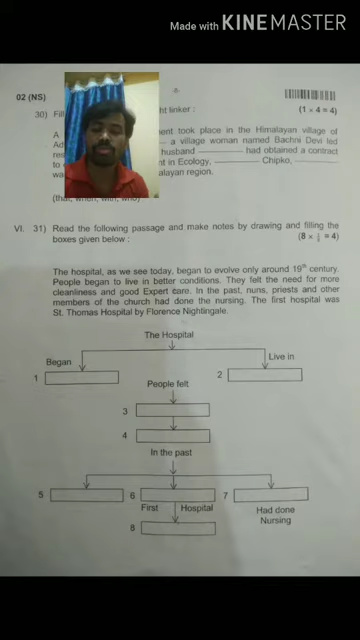 Made with KINEMASTER
-8-
02 (NS)
30) Fill ht linker : (1 × 4 = 4)
A ent took place in the Himalayan village of
Ad a village woman named Bachni Devi led
res husband ________ had obtained a contract
to nt in Ecology, ________ Chipko, ________
wa alayan region.
(that, when, with, who)
VI. 31) Read the following passage and make notes by drawing and filling the
boxes given below : (8 × ½ = 4)
The hospital, as we see today, began to evolve only around 19th century.
People began to live in better conditions. They felt the need for more
cleanliness and good Expert care. In the past, nuns, priests and other
members of the church had done the nursing. The first hospital was
St. Thomas Hospital by Florence Nightingale.
The Hospital
Began Live in
1 2
People felt
3
4
In the past
5 6 7
First Hospital Had done
Nursing
8